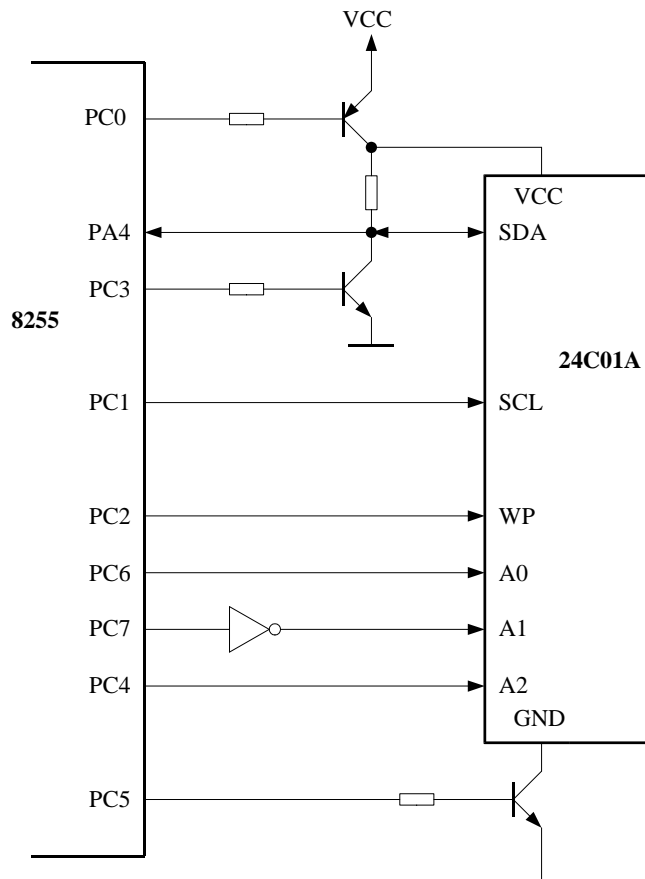 VCC
PC0
VCC
PA4
SDA
PC3
8255
24C01A
PC1
SCL
PC2
WP
PC6
A0
PC7
A1
PC4
A2
GND
PC5